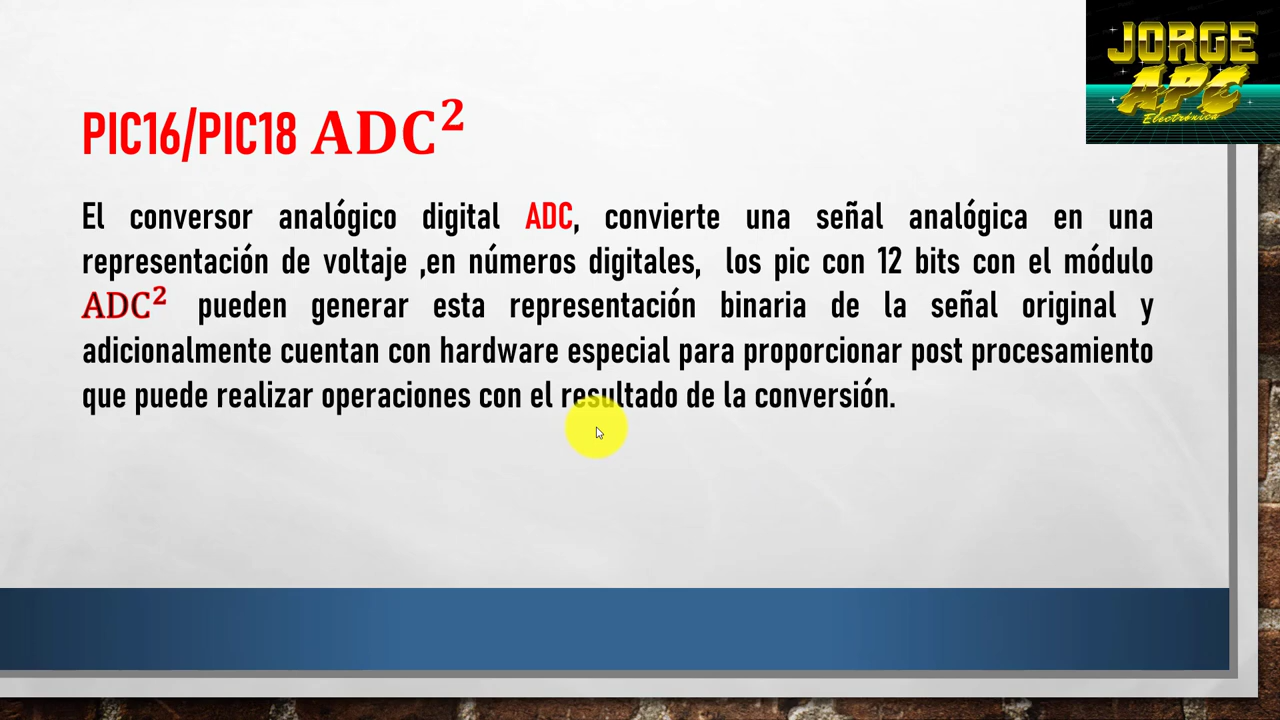 JORGE
APC
Electrónica
PIC16/PIC18 ADC²
El conversor analógico digital ADC, convierte una señal analógica en una
representación de voltaje ,en números digitales, los pic con 12 bits con el módulo
ADC² pueden generar esta representación binaria de la señal original y
adicionalmente cuentan con hardware especial para proporcionar post procesamiento
que puede realizar operaciones con el resultado de la conversión.